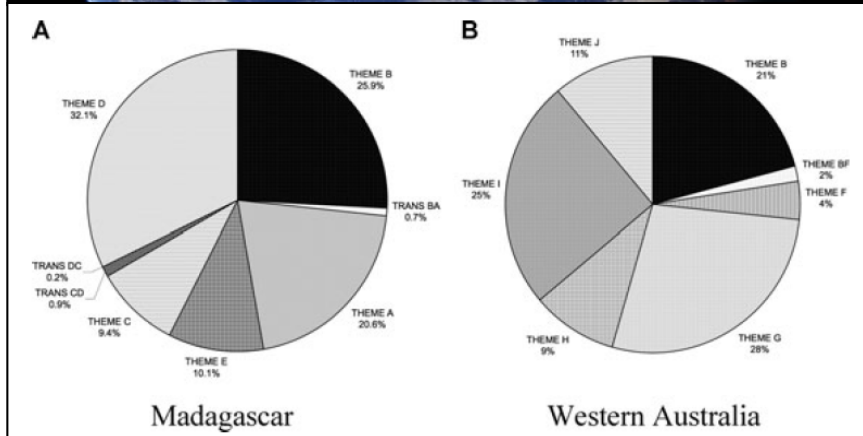 A
THEME B
25.9%
TRANS BA
0.7%
THEME A
20.6%
THEME E
10.1%
THEME C
9.4%
TRANS CD
0.9%
TRANS DC
0.2%
THEME D
32.1%
Madagascar
B
THEME B
21%
THEME BF
2%
THEME F
4%
THEME G
28%
THEME H
9%
THEME I
25%
THEME J
11%
Western Australia